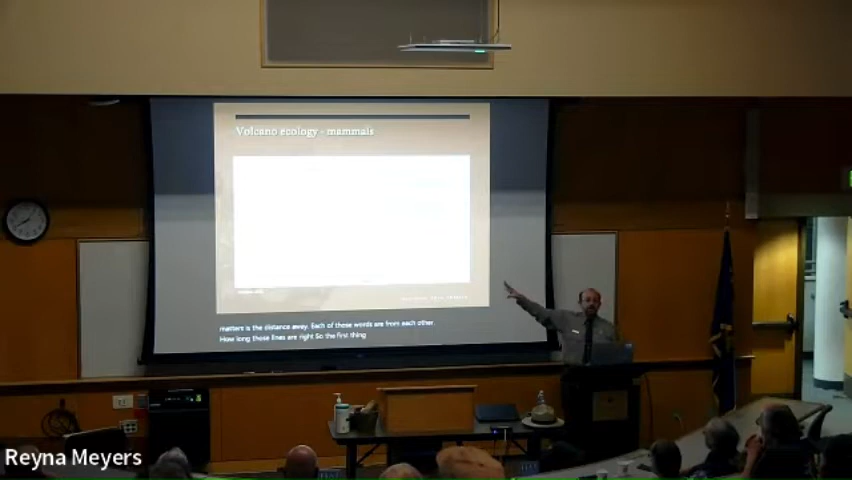 Volcano ecology - mammals
matters is the distance away. Each of those words are from each other.
How long those lines are right So the first thing
Reyna Meyers